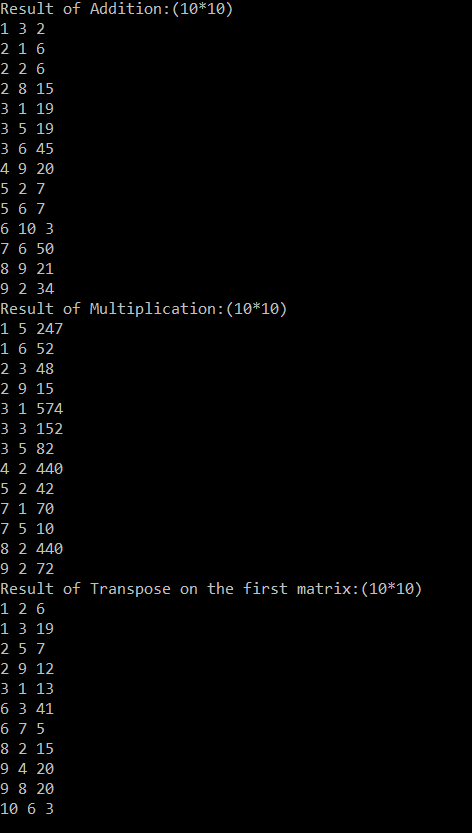 Result of Addition:(10*10)
1 3 2
2 1 6
2 2 6
2 8 15
3 1 19
3 5 19
3 6 45
4 9 20
5 2 7
5 6 7
6 10 3
7 6 50
8 9 21
9 2 34
Result of Multiplication:(10*10)
1 5 247
1 6 52
2 3 48
2 9 15
3 1 574
3 3 152
3 5 82
4 2 440
5 2 42
7 1 70
7 5 10
8 2 440
9 2 72
Result of Transpose on the first matrix:(10*10)
1 2 6
1 3 19
2 5 7
2 9 12
3 1 13
6 3 41
6 7 5
8 2 15
9 4 20
9 8 20
10 6 3